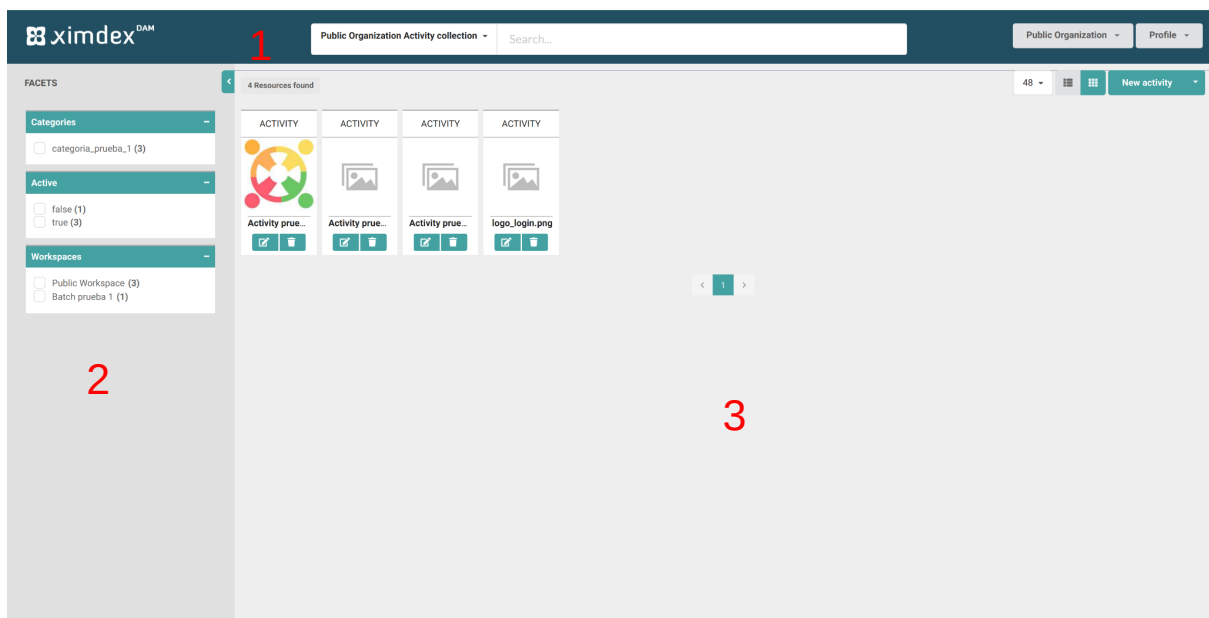 ximdex DAM
1
Public Organization Activity collection
Search...
Public Organization
Profile
FACETS
4 Resources found
48
New activity
Categories
categoria_prueba_1 (3)
Active
false (1)
true (3)
Workspaces
Public Workspace (3)
Batch prueba 1 (1)
ACTIVITY ACTIVITY ACTIVITY ACTIVITY
Activity prue... Activity prue... Activity prue... logo_login.png
1
2
3